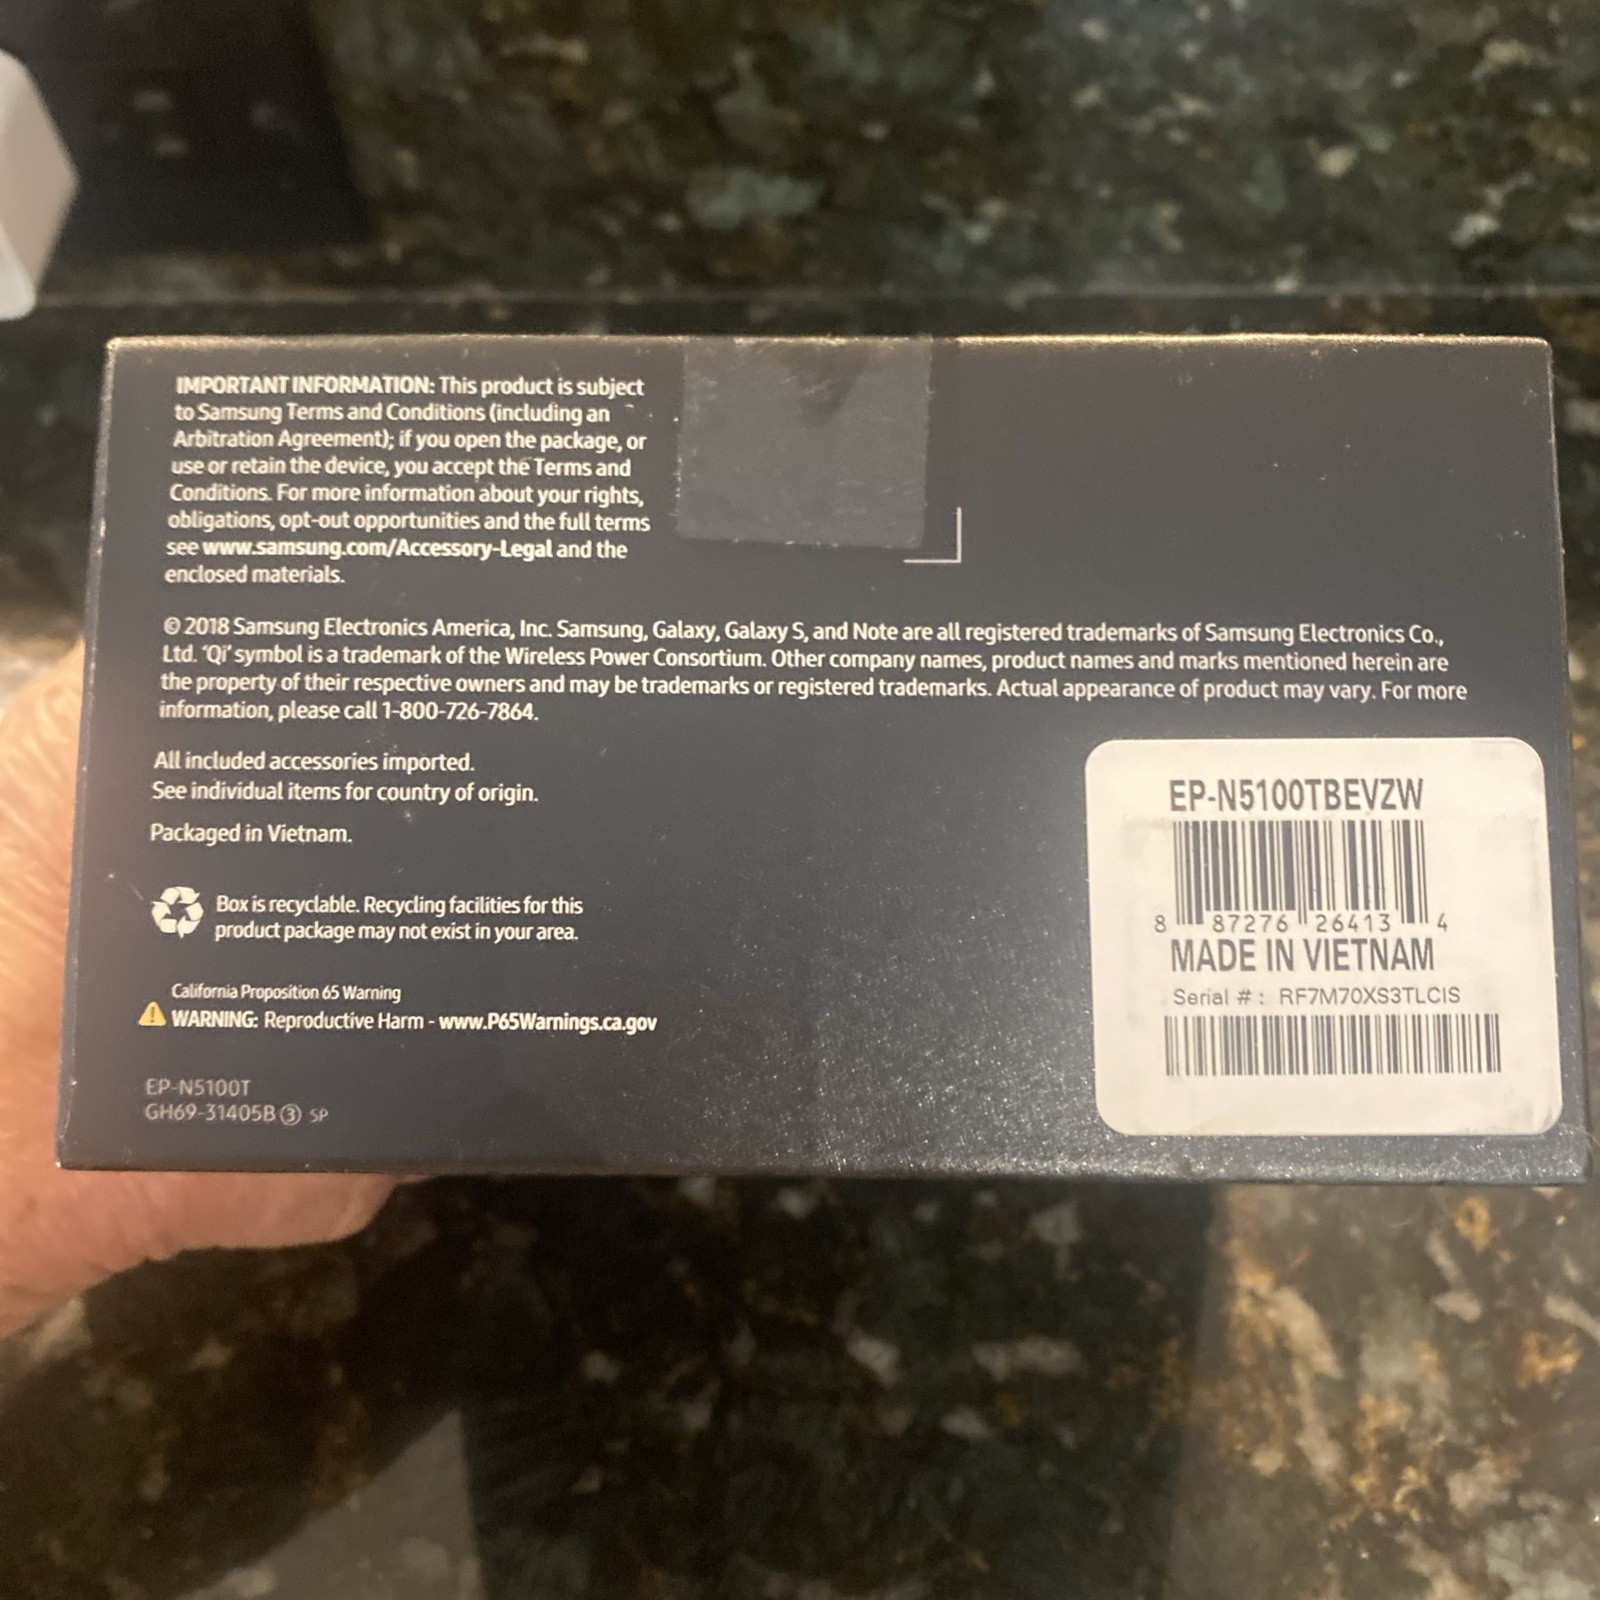 IMPORTANT INFORMATION: This product is subject
to Samsung Terms and Conditions (including an
Arbitration Agreement); if you open the package, or
use or retain the device, you accept the Terms and
Conditions. For more information about your rights,
obligations, opt-out opportunities and the full terms
see www.samsung.com/Accessory-Legal and the
enclosed materials.
© 2018 Samsung Electronics America, Inc. Samsung, Galaxy, Galaxy S, and Note are all registered trademarks of Samsung Electronics Co.,
Ltd. ‘Qi’ symbol is a trademark of the Wireless Power Consortium. Other company names, product names and marks mentioned herein are
the property of their respective owners and may be trademarks or registered trademarks. Actual appearance of product may vary. For more
information, please call 1-800-726-7864.
All included accessories imported.
See individual items for country of origin.
Packaged in Vietnam.
Box is recyclable. Recycling facilities for this
product package may not exist in your area.
California Proposition 65 Warning
WARNING: Reproductive Harm - www.P65Warnings.ca.gov
EP-N5100T
GH69-31405B ③ SP
EP-N5100TBEVZW
8 87276 26413 4
MADE IN VIETNAM
Serial # : RF7M70XS3TLCIS